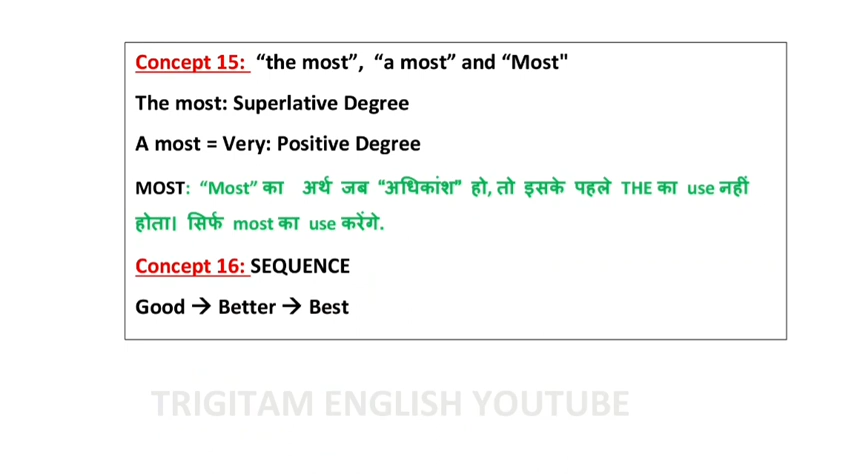 Concept 15: “the most”, “a most” and “Most"
The most: Superlative Degree
A most = Very: Positive Degree
MOST: “Most” का अर्थ जब “अधिकांश” हो, तो इसके पहले THE का use नहीं
होता। सिर्फ most का use करेंगे.
Concept 16: SEQUENCE
Good → Better → Best
TRIGITAM ENGLISH YOUTUBE